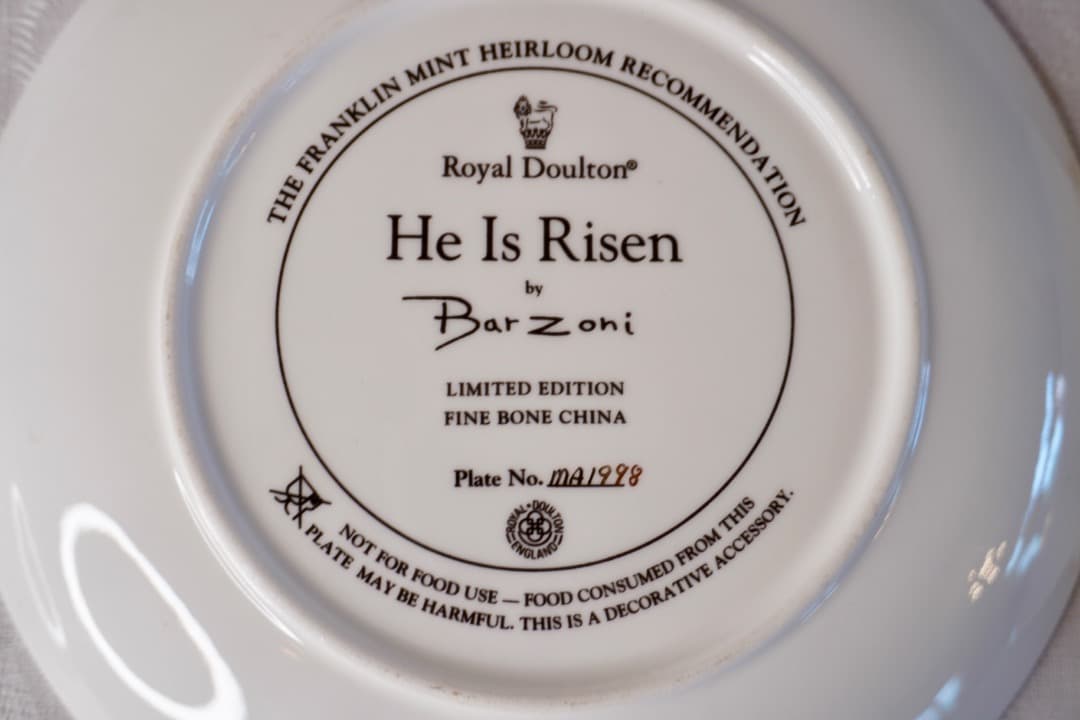 THE FRANKLIN MINT HEIRLOOM RECOMMENDATION
Royal Doulton®
He Is Risen
by
Barzoni
LIMITED EDITION
FINE BONE CHINA
Plate No. MA1998
ROYAL • DOULTON
ENGLAND
NOT FOR FOOD USE — FOOD CONSUMED FROM THIS
PLATE MAY BE HARMFUL. THIS IS A DECORATIVE ACCESSORY.